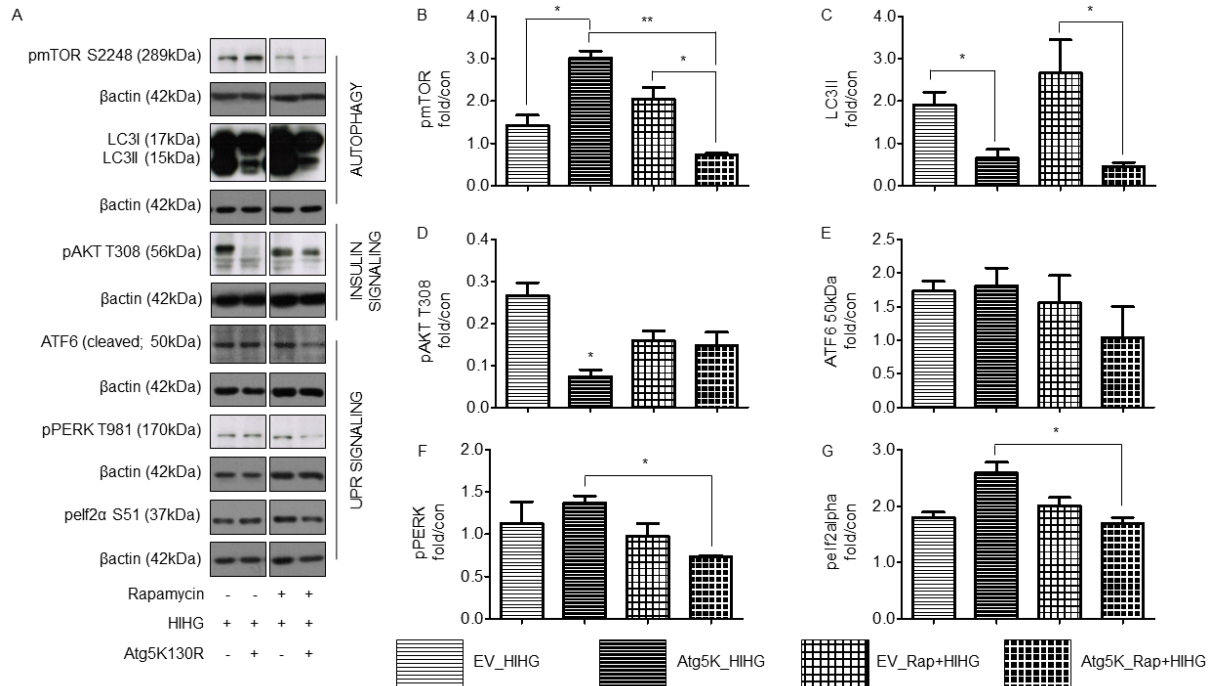 A
pmTOR S2248 (289kDa)
βactin (42kDa)
LC3I (17kDa)
LC3II (15kDa)
βactin (42kDa)
pAKT T308 (56kDa)
βactin (42kDa)
ATF6 (cleaved; 50kDa)
βactin (42kDa)
pPERK T981 (170kDa)
βactin (42kDa)
peIf2α S51 (37kDa)
βactin (42kDa)
Rapamycin - - + +
HIHG + + + +
Atg5K130R - + - +
AUTOPHAGY
INSULIN
SIGNALING
UPR SIGNALING
B
pmTOR
fold/con
4.0
3.0
2.0
1.0
0.0
*
**
*
C
LC3II
fold/con
4.0
3.0
2.0
1.0
0.0
*
*
D
pAKT T308
fold/con
0.4
0.3
0.2
0.1
0.0
*
E
ATF6 50kDa
fold/con
2.5
2.0
1.5
1.0
0.5
0.0
F
pPERK
fold/con
2.0
1.5
1.0
0.5
0.0
*
G
peIf2alpha
fold/con
3.0
2.0
1.0
0.0
*
EV_HIHG
Atg5K_HIHG
EV_Rap+HIHG
Atg5K_Rap+HIHG